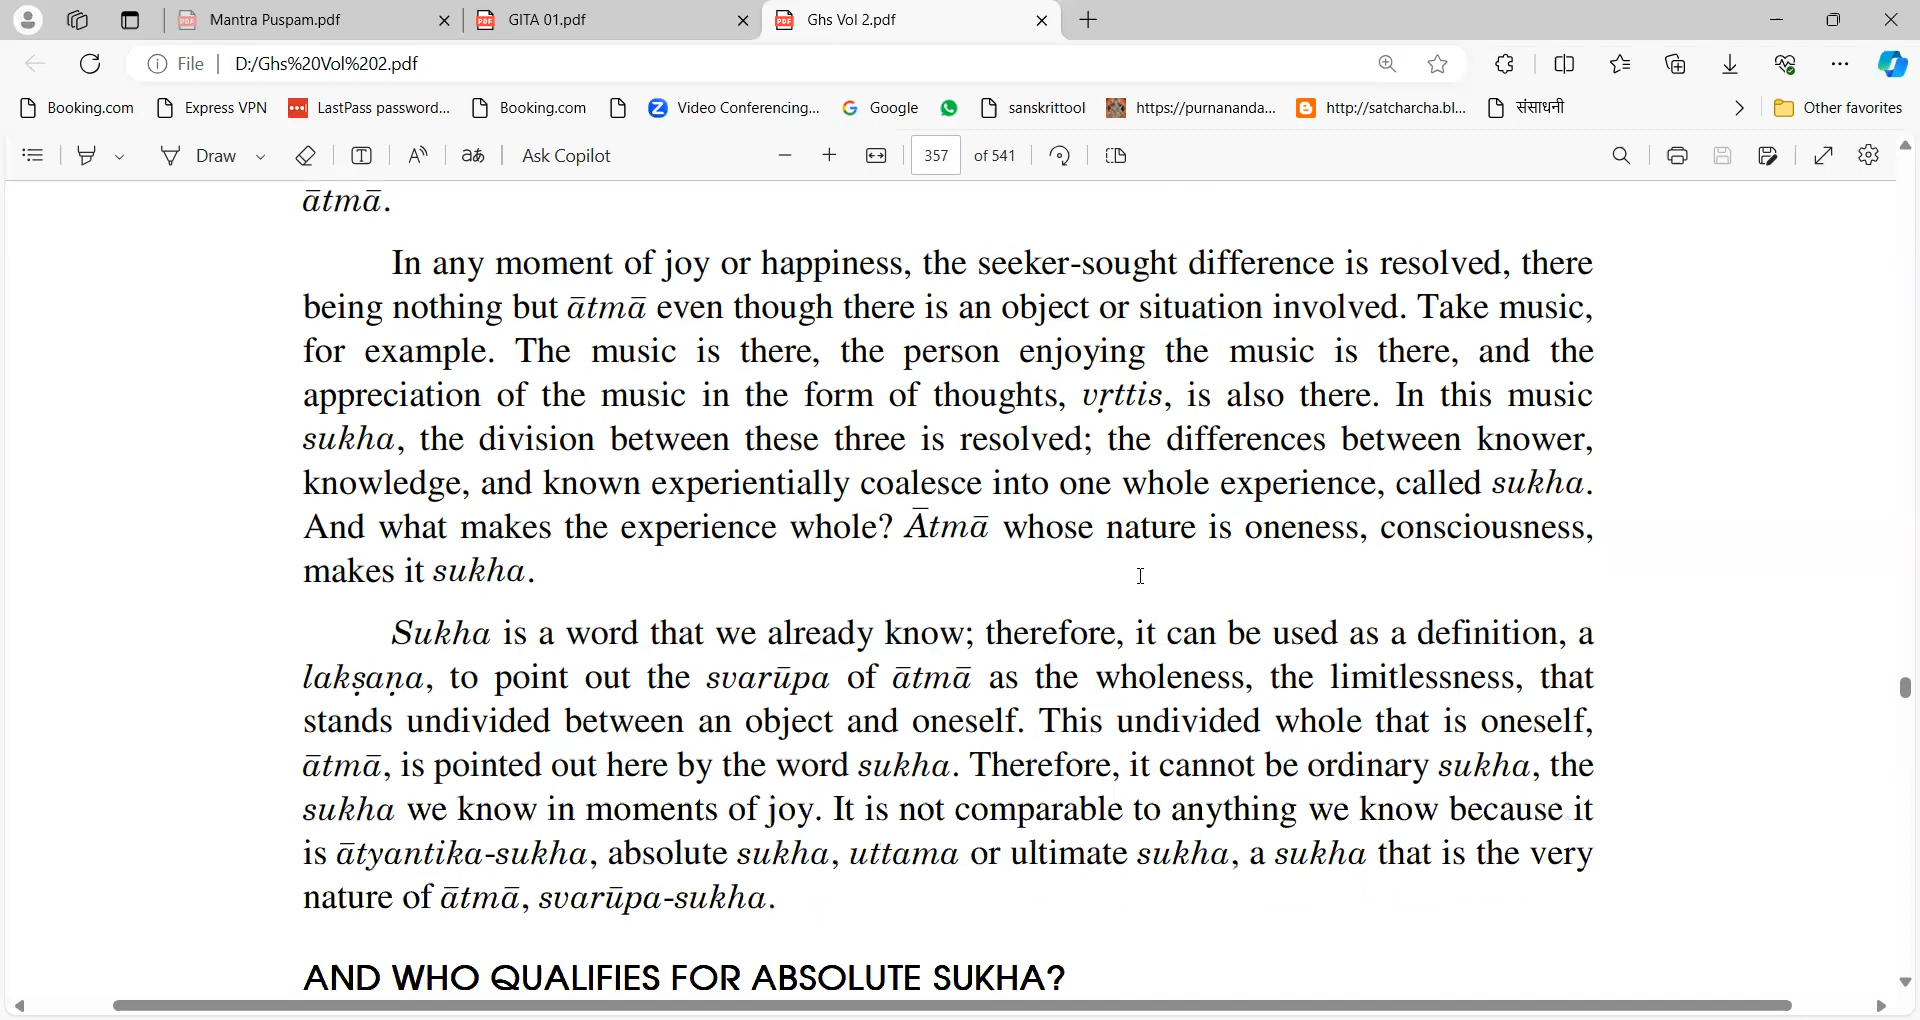 Mantra Puspam.pdf
GITA 01.pdf
Ghs Vol 2.pdf
File | D:/Ghs%20Vol%202.pdf
Booking.com Express VPN LastPass password... Booking.com Video Conferencing... Google sanskrittool https://purnananda... http://satcharcha.bl... संसाधनी Other favorites
Draw Ask Copilot 357 of 541
ātmā.
In any moment of joy or happiness, the seeker-sought difference is resolved, there
being nothing but ātmā even though there is an object or situation involved. Take music,
for example. The music is there, the person enjoying the music is there, and the
appreciation of the music in the form of thoughts, vṛttis, is also there. In this music
sukha, the division between these three is resolved; the differences between knower,
knowledge, and known experientially coalesce into one whole experience, called sukha.
And what makes the experience whole? Ātmā whose nature is oneness, consciousness,
makes it sukha.
Sukha is a word that we already know; therefore, it can be used as a definition, a
lakṣaṇa, to point out the svarūpa of ātmā as the wholeness, the limitlessness, that
stands undivided between an object and oneself. This undivided whole that is oneself,
ātmā, is pointed out here by the word sukha. Therefore, it cannot be ordinary sukha, the
sukha we know in moments of joy. It is not comparable to anything we know because it
is ātyantika-sukha, absolute sukha, uttama or ultimate sukha, a sukha that is the very
nature of ātmā, svarūpa-sukha.
AND WHO QUALIFIES FOR ABSOLUTE SUKHA?